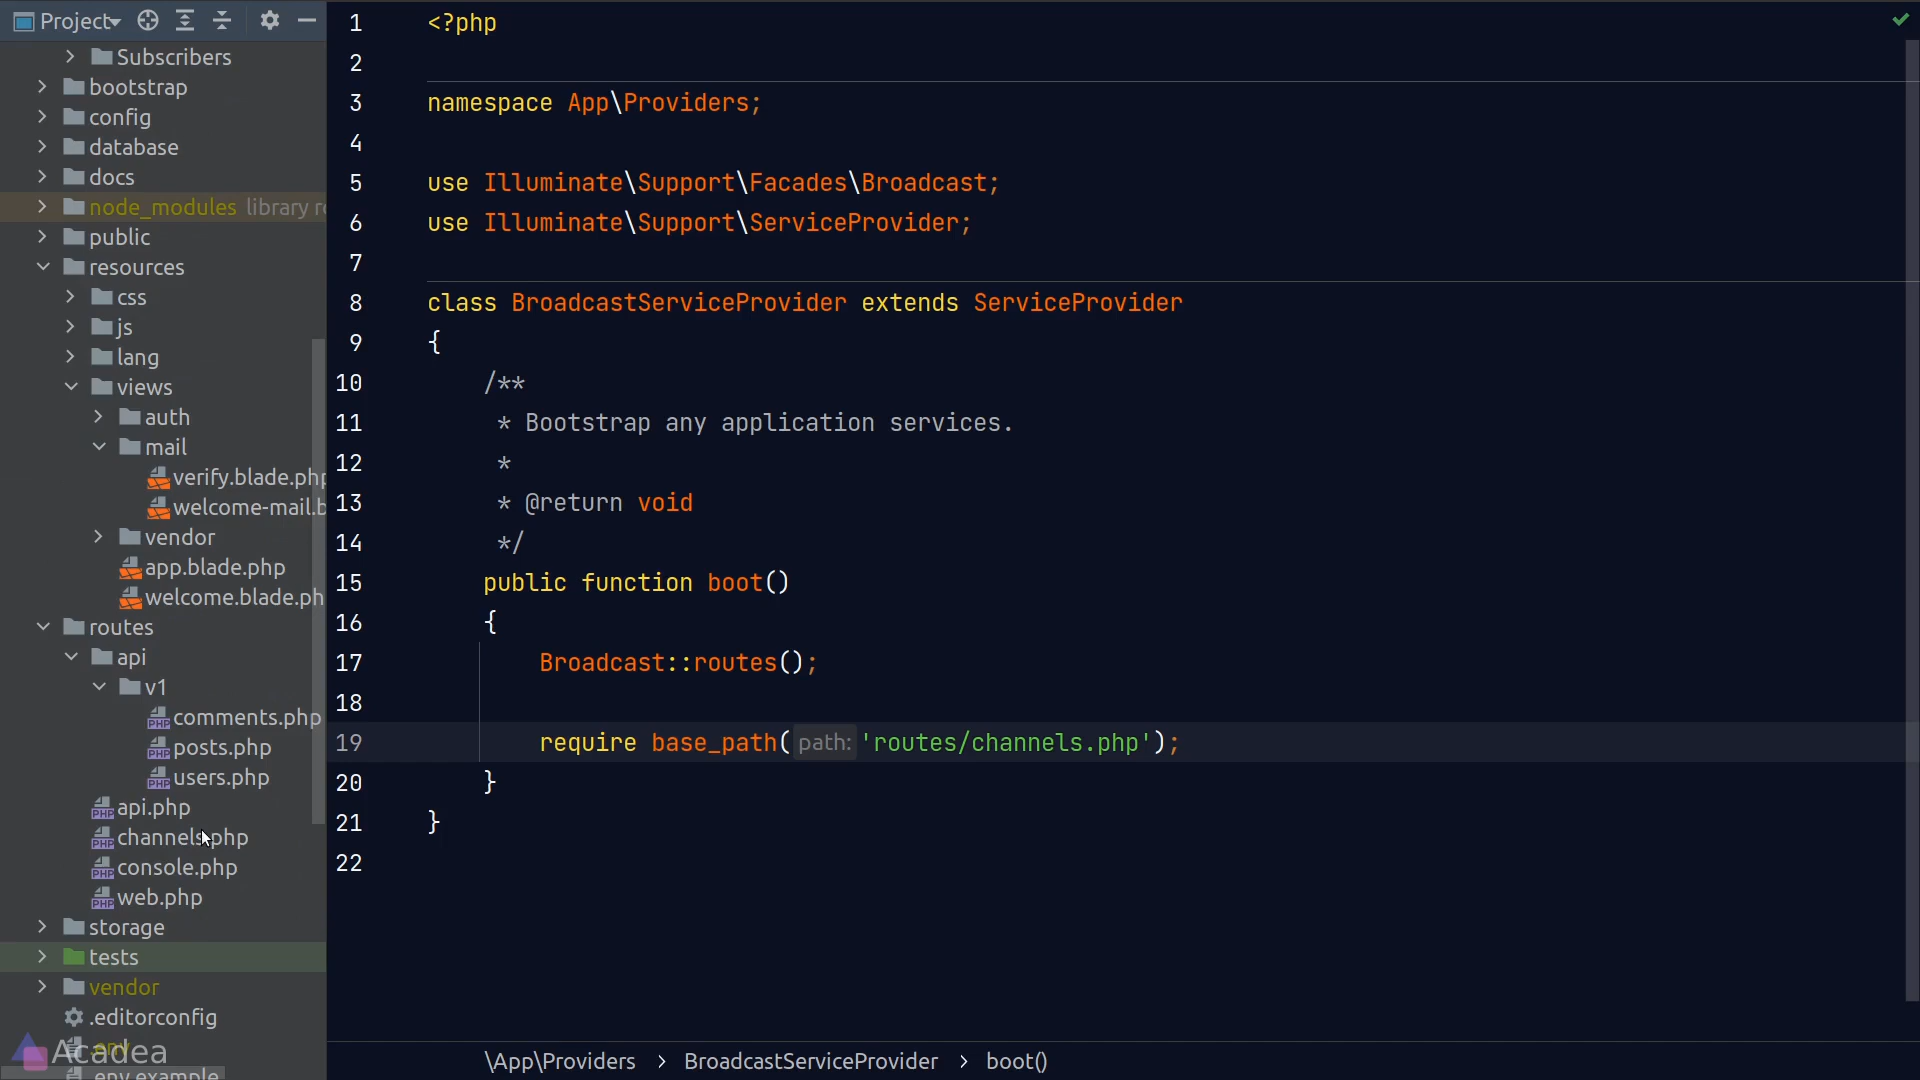 Project
Subscribers
bootstrap
config
database
docs
node_modules library r
public
resources
css
js
lang
views
auth
mail
verify.blade.php
welcome-mail.b
vendor
app.blade.php
welcome.blade.ph
routes
api
v1
comments.php
posts.php
users.php
api.php
channels.php
console.php
web.php
storage
tests
vendor
.editorconfig
.env
.env.example
Acadea
1 <?php
2
3 namespace App\Providers;
4
5 use Illuminate\Support\Facades\Broadcast;
6 use Illuminate\Support\ServiceProvider;
7
8 class BroadcastServiceProvider extends ServiceProvider
9 {
10 /**
11 * Bootstrap any application services.
12 *
13 * @return void
14 */
15 public function boot()
16 {
17 Broadcast::routes();
18
19 require base_path( path: 'routes/channels.php');
20 }
21 }
22
\App\Providers > BroadcastServiceProvider > boot()